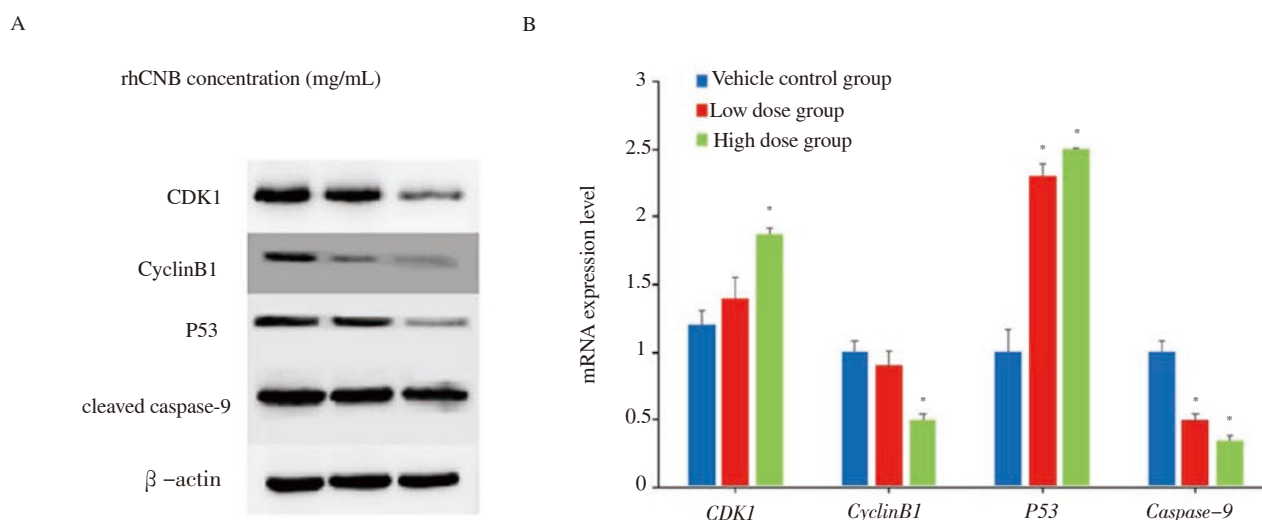 A
rhCNB concentration (mg/mL)
CDK1
CyclinB1
P53
cleaved caspase-9
β -actin
B
Vehicle control group
Low dose group
High dose group
mRNA expression level
3
2.5
2
1.5
1
0.5
0
*
*
*
*
*
*
CDK1
CyclinB1
P53
Caspase-9